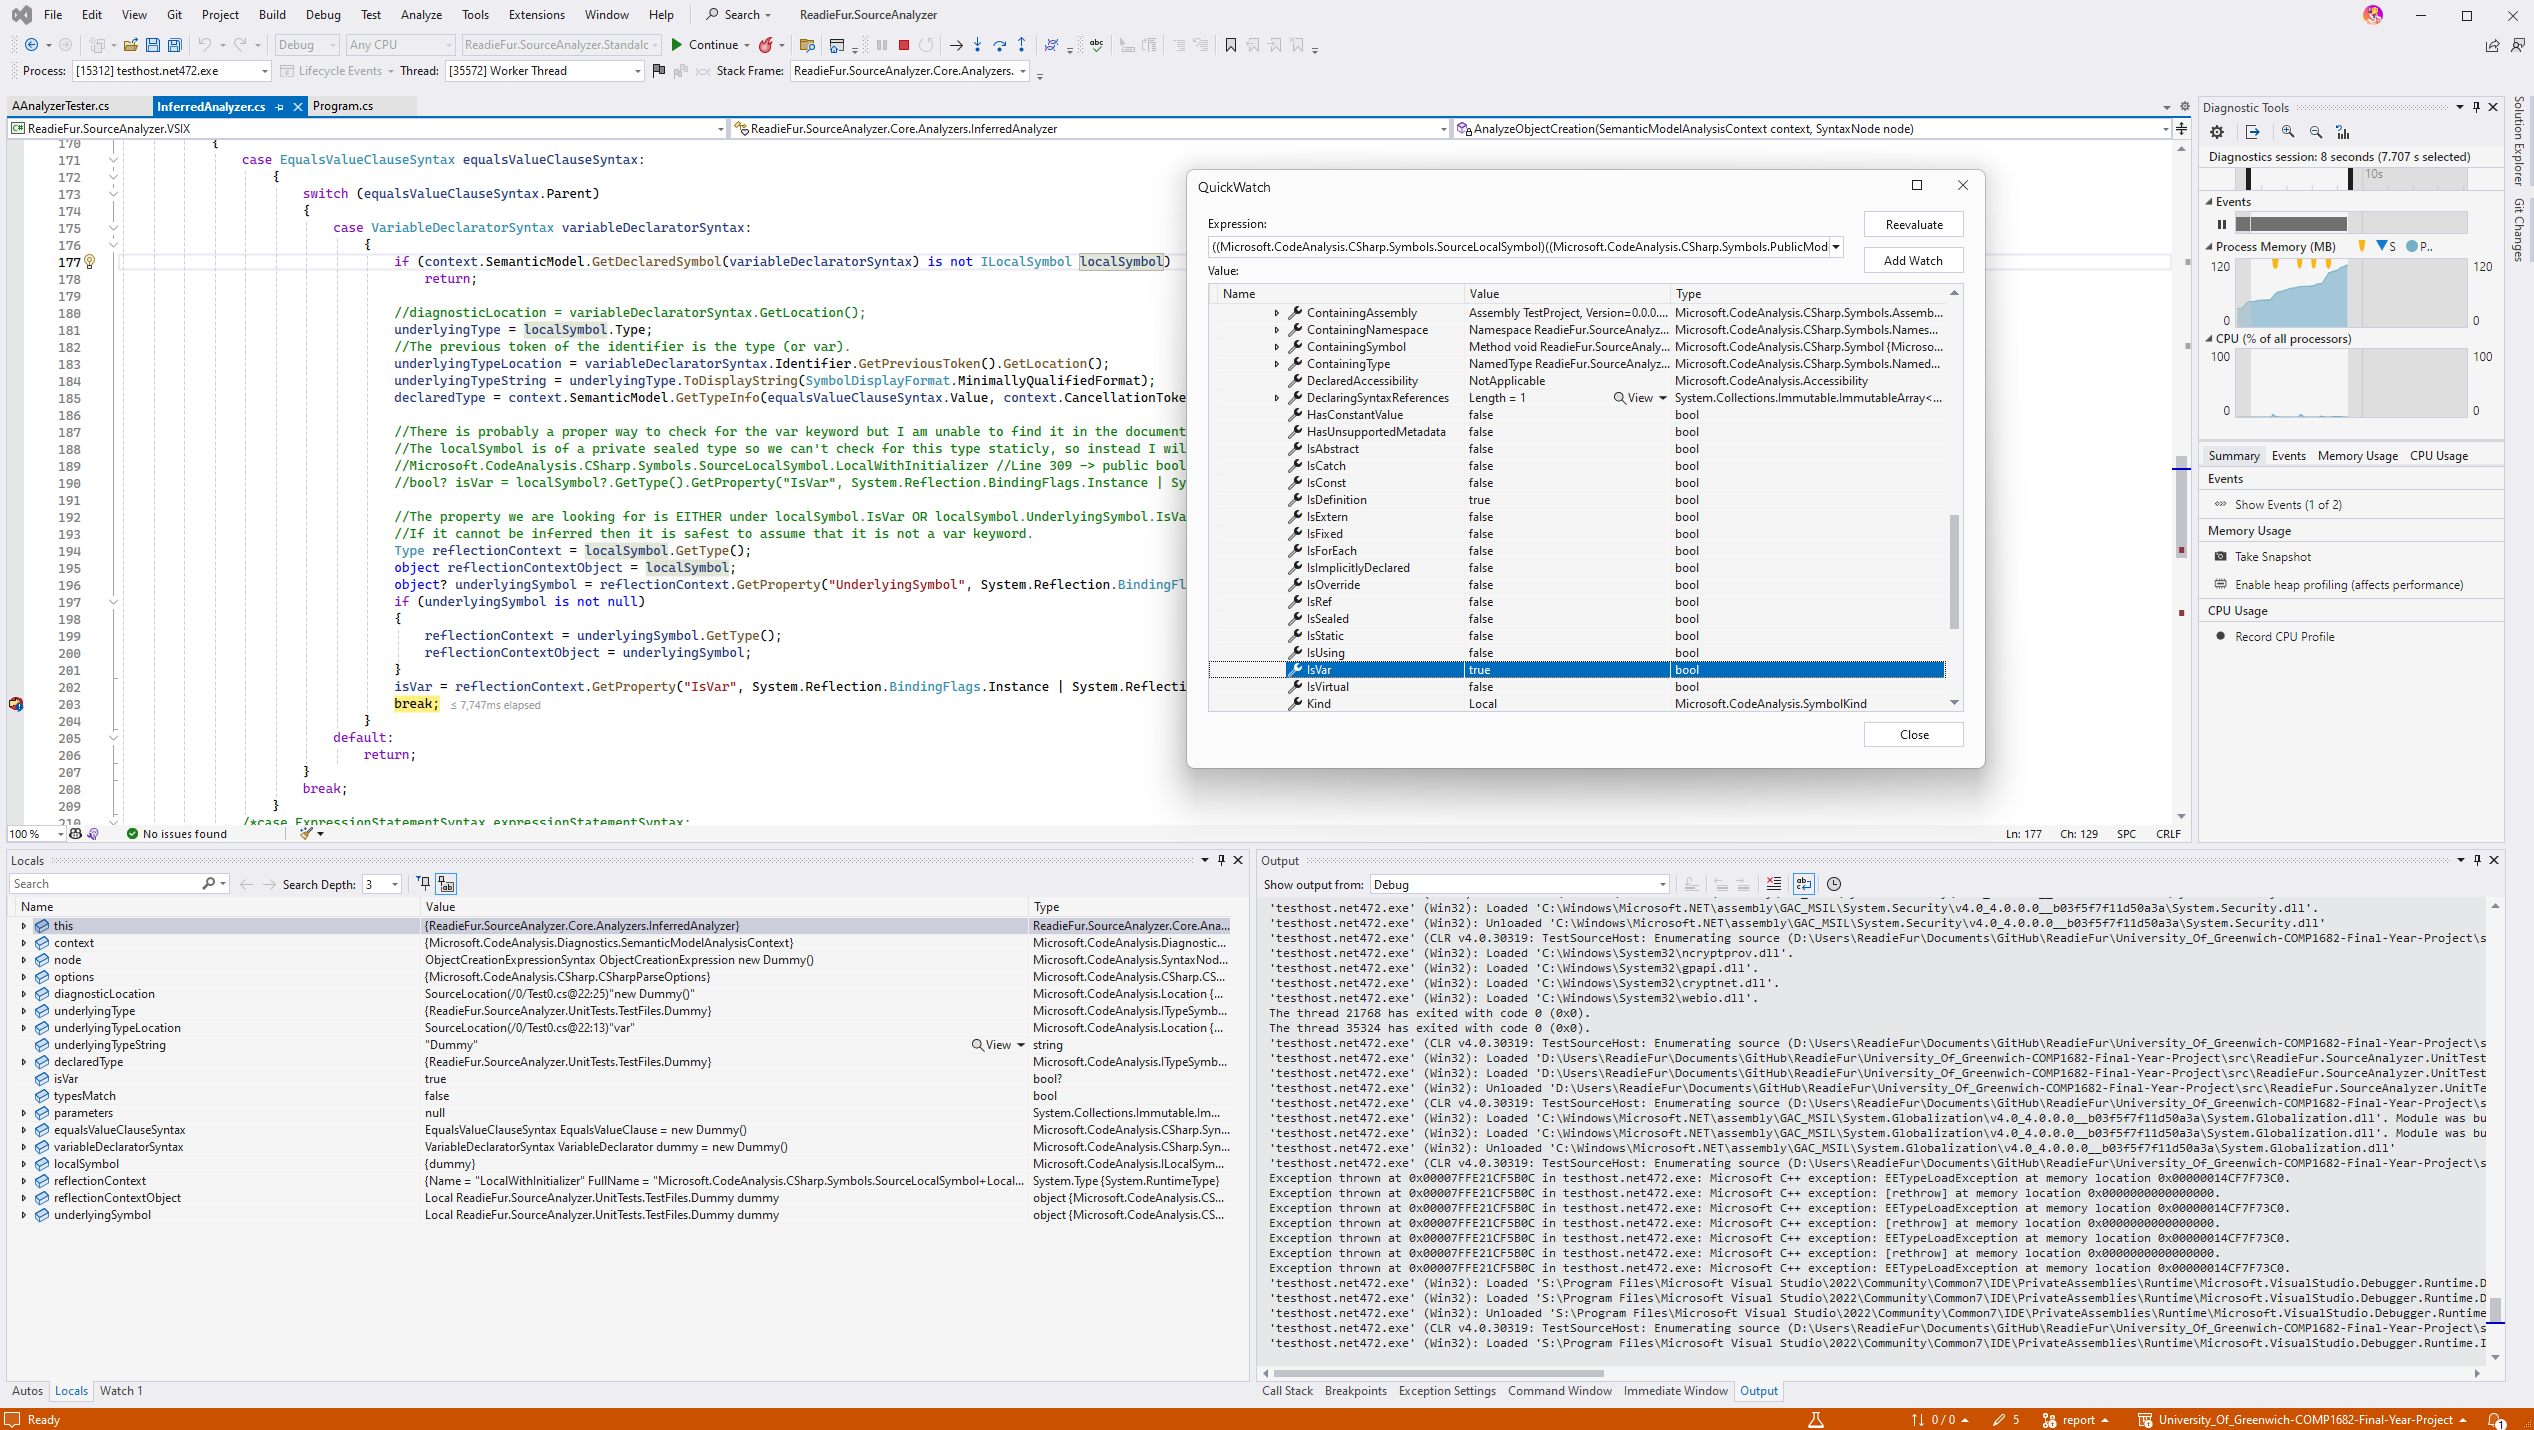 File Edit View Git Project Build Debug Test Analyze Tools Extensions Window Help Search ReadieFur.SourceAnalyzer
Debug Any CPU ReadieFur.SourceAnalyzer.Standalc Continue
Process: [15312] testhost.net472.exe Lifecycle Events Thread: [35572] Worker Thread Stack Frame: ReadieFur.SourceAnalyzer.Core.Analyzers.
AAnalyzerTester.cs InferredAnalyzer.cs Program.cs
ReadieFur.SourceAnalyzer.VSIX ReadieFur.SourceAnalyzer.Core.Analyzers.InferredAnalyzer AnalyzeObjectCreation(SemanticModelAnalysisContext context, SyntaxNode node)
170 {
171 case EqualsValueClauseSyntax equalsValueClauseSyntax:
172 {
173 switch (equalsValueClauseSyntax.Parent)
174 {
175 case VariableDeclaratorSyntax variableDeclaratorSyntax:
176 {
177 if (context.SemanticModel.GetDeclaredSymbol(variableDeclaratorSyntax) is not ILocalSymbol localSymbol)
178 return;
179
180 //diagnosticLocation = variableDeclaratorSyntax.GetLocation();
181 underlyingType = localSymbol.Type;
182 //The previous token of the identifier is the type (or var).
183 underlyingTypeLocation = variableDeclaratorSyntax.Identifier.GetPreviousToken().GetLocation();
184 underlyingTypeString = underlyingType.ToDisplayString(SymbolDisplayFormat.MinimallyQualifiedFormat);
185 declaredType = context.SemanticModel.GetTypeInfo(equalsValueClauseSyntax.Value, context.CancellationToke
186
187 //There is probably a proper way to check for the var keyword but I am unable to find it in the document
188 //The localSymbol is of a private sealed type so we can't check for this type staticly, so instead I wil
189 //Microsoft.CodeAnalysis.CSharp.Symbols.SourceLocalSymbol.LocalWithInitializer //Line 309 -> public bool
190 //bool? isVar = localSymbol?.GetType().GetProperty("IsVar", System.Reflection.BindingFlags.Instance | Sy
191
192 //The property we are looking for is EITHER under localSymbol.IsVar OR localSymbol.UnderlyingSymbol.IsVa
193 //If it cannot be inferred then it is safest to assume that it is not a var keyword.
194 Type reflectionContext = localSymbol.GetType();
195 object reflectionContextObject = localSymbol;
196 object? underlyingSymbol = reflectionContext.GetProperty("UnderlyingSymbol", System.Reflection.BindingFl
197 if (underlyingSymbol is not null)
198 {
199 reflectionContext = underlyingSymbol.GetType();
200 reflectionContextObject = underlyingSymbol;
201 }
202 isVar = reflectionContext.GetProperty("IsVar", System.Reflection.BindingFlags.Instance | System.Reflecti
203 break; ≤ 7,747ms elapsed
204 }
205 default:
206 return;
207 }
208 break;
209 }
210 /*case ExpressionStatementSyntax expressionStatementSyntax:
100 % No issues found Ln: 177 Ch: 129 SPC CRLF
QuickWatch
Expression:
((Microsoft.CodeAnalysis.CSharp.Symbols.SourceLocalSymbol)((Microsoft.CodeAnalysis.CSharp.Symbols.PublicMod
Reevaluate
Add Watch
Value:
Name Value Type
ContainingAssembly Assembly TestProject, Version=0.0.0.... Microsoft.CodeAnalysis.CSharp.Symbols.Assemb...
ContainingNamespace Namespace ReadieFur.SourceAnalyz... Microsoft.CodeAnalysis.CSharp.Symbols.Names...
ContainingSymbol Method void ReadieFur.SourceAnaly... Microsoft.CodeAnalysis.CSharp.Symbol {Microso...
ContainingType NamedType ReadieFur.SourceAnalyz... Microsoft.CodeAnalysis.CSharp.Symbols.Named...
DeclaredAccessibility NotApplicable Microsoft.CodeAnalysis.Accessibility
DeclaringSyntaxReferences Length = 1 View System.Collections.Immutable.ImmutableArray<...
HasConstantValue false bool
HasUnsupportedMetadata false bool
IsAbstract false bool
IsCatch false bool
IsConst false bool
IsDefinition true bool
IsExtern false bool
IsFixed false bool
IsForEach false bool
IsImplicitlyDeclared false bool
IsOverride false bool
IsRef false bool
IsSealed false bool
IsStatic false bool
IsUsing false bool
IsVar true bool
IsVirtual false bool
Kind Local Microsoft.CodeAnalysis.SymbolKind
Close
Diagnostic Tools
Diagnostics session: 8 seconds (7.707 s selected)
10s
Events
Process Memory (MB) S P..
120 120
0 0
CPU (% of all processors)
100 100
0 0
Summary Events Memory Usage CPU Usage
Events
Show Events (1 of 2)
Memory Usage
Take Snapshot
Enable heap profiling (affects performance)
CPU Usage
Record CPU Profile
Solution Explorer
Git Changes
Locals
Search Search Depth: 3
Name Value Type
this {ReadieFur.SourceAnalyzer.Core.Analyzers.InferredAnalyzer} ReadieFur.SourceAnalyzer.Core.Ana...
context {Microsoft.CodeAnalysis.Diagnostics.SemanticModelAnalysisContext} Microsoft.CodeAnalysis.Diagnostic...
node ObjectCreationExpressionSyntax ObjectCreationExpression new Dummy() Microsoft.CodeAnalysis.SyntaxNod...
options {Microsoft.CodeAnalysis.CSharp.CSharpParseOptions} Microsoft.CodeAnalysis.CSharp.CS...
diagnosticLocation SourceLocation(/0/Test0.cs@22:25)"new Dummy()" Microsoft.CodeAnalysis.Location {...
underlyingType {ReadieFur.SourceAnalyzer.UnitTests.TestFiles.Dummy} Microsoft.CodeAnalysis.ITypeSymb...
underlyingTypeLocation SourceLocation(/0/Test0.cs@22:13)"var" Microsoft.CodeAnalysis.Location {...
underlyingTypeString "Dummy" View string
declaredType {ReadieFur.SourceAnalyzer.UnitTests.TestFiles.Dummy} Microsoft.CodeAnalysis.ITypeSymb...
isVar true bool?
typesMatch false bool
parameters null System.Collections.Immutable.Im...
equalsValueClauseSyntax EqualsValueClauseSyntax EqualsValueClause = new Dummy() Microsoft.CodeAnalysis.CSharp.Syn...
variableDeclaratorSyntax VariableDeclaratorSyntax VariableDeclarator dummy = new Dummy() Microsoft.CodeAnalysis.CSharp.Syn...
localSymbol {dummy} Microsoft.CodeAnalysis.ILocalSym...
reflectionContext {Name = "LocalWithInitializer" FullName = "Microsoft.CodeAnalysis.CSharp.Symbols.SourceLocalSymbol+Local... System.Type {System.RuntimeType}
reflectionContextObject Local ReadieFur.SourceAnalyzer.UnitTests.TestFiles.Dummy dummy object {Microsoft.CodeAnalysis.CS...
underlyingSymbol Local ReadieFur.SourceAnalyzer.UnitTests.TestFiles.Dummy dummy object {Microsoft.CodeAnalysis.CS...
Autos Locals Watch 1
Output
Show output from: Debug
'testhost.net472.exe' (Win32): Loaded 'C:\Windows\Microsoft.NET\assembly\GAC_MSIL\System.Security\v4.0_4.0.0.0__b03f5f7f11d50a3a\System.Security.dll'.
'testhost.net472.exe' (Win32): Unloaded 'C:\Windows\Microsoft.NET\assembly\GAC_MSIL\System.Security\v4.0_4.0.0.0__b03f5f7f11d50a3a\System.Security.dll'
'testhost.net472.exe' (CLR v4.0.30319: TestSourceHost: Enumerating source (D:\Users\ReadieFur\Documents\GitHub\ReadieFur\University_Of_Greenwich-COMP1682-Final-Year-Project\s
'testhost.net472.exe' (Win32): Loaded 'C:\Windows\System32\ncryptprov.dll'.
'testhost.net472.exe' (Win32): Loaded 'C:\Windows\System32\gpapi.dll'.
'testhost.net472.exe' (Win32): Loaded 'C:\Windows\System32\cryptnet.dll'.
'testhost.net472.exe' (Win32): Loaded 'C:\Windows\System32\webio.dll'.
The thread 21768 has exited with code 0 (0x0).
The thread 35324 has exited with code 0 (0x0).
'testhost.net472.exe' (CLR v4.0.30319: TestSourceHost: Enumerating source (D:\Users\ReadieFur\Documents\GitHub\ReadieFur\University_Of_Greenwich-COMP1682-Final-Year-Project\s
'testhost.net472.exe' (Win32): Loaded 'D:\Users\ReadieFur\Documents\GitHub\ReadieFur\University_Of_Greenwich-COMP1682-Final-Year-Project\src\ReadieFur.SourceAnalyzer.UnitTest
'testhost.net472.exe' (Win32): Loaded 'D:\Users\ReadieFur\Documents\GitHub\ReadieFur\University_Of_Greenwich-COMP1682-Final-Year-Project\src\ReadieFur.SourceAnalyzer.UnitTe
'testhost.net472.exe' (Win32): Unloaded 'D:\Users\ReadieFur\Documents\GitHub\ReadieFur\University_Of_Greenwich-COMP1682-Final-Year-Project\src\ReadieFur.SourceAnalyzer.UnitTe
'testhost.net472.exe' (CLR v4.0.30319: TestSourceHost: Enumerating source (D:\Users\ReadieFur\Documents\GitHub\ReadieFur\University_Of_Greenwich-COMP1682-Final-Year-Project\s
'testhost.net472.exe' (Win32): Loaded 'C:\Windows\Microsoft.NET\assembly\GAC_MSIL\System.Globalization\v4.0_4.0.0.0__b03f5f7f11d50a3a\System.Globalization.dll'. Module was bu
'testhost.net472.exe' (Win32): Loaded 'C:\Windows\Microsoft.NET\assembly\GAC_MSIL\System.Globalization\v4.0_4.0.0.0__b03f5f7f11d50a3a\System.Globalization.dll'. Module was bu
'testhost.net472.exe' (Win32): Unloaded 'C:\Windows\Microsoft.NET\assembly\GAC_MSIL\System.Globalization\v4.0_4.0.0.0__b03f5f7f11d50a3a\System.Globalization.dll'
'testhost.net472.exe' (CLR v4.0.30319: TestSourceHost: Enumerating source (D:\Users\ReadieFur\Documents\GitHub\ReadieFur\University_Of_Greenwich-COMP1682-Final-Year-Project\s
Exception thrown at 0x00007FFE21CF5B0C in testhost.net472.exe: Microsoft C++ exception: EETypeLoadException at memory location 0x00000014CF7F73C0.
Exception thrown at 0x00007FFE21CF5B0C in testhost.net472.exe: Microsoft C++ exception: [rethrow] at memory location 0x0000000000000000.
Exception thrown at 0x00007FFE21CF5B0C in testhost.net472.exe: Microsoft C++ exception: EETypeLoadException at memory location 0x00000014CF7F73C0.
Exception thrown at 0x00007FFE21CF5B0C in testhost.net472.exe: Microsoft C++ exception: [rethrow] at memory location 0x0000000000000000.
Exception thrown at 0x00007FFE21CF5B0C in testhost.net472.exe: Microsoft C++ exception: EETypeLoadException at memory location 0x00000014CF7F73C0.
Exception thrown at 0x00007FFE21CF5B0C in testhost.net472.exe: Microsoft C++ exception: [rethrow] at memory location 0x0000000000000000.
Exception thrown at 0x00007FFE21CF5B0C in testhost.net472.exe: Microsoft C++ exception: EETypeLoadException at memory location 0x00000014CF7F73C0.
'testhost.net472.exe' (Win32): Loaded 'S:\Program Files\Microsoft Visual Studio\2022\Community\Common7\IDE\PrivateAssemblies\Runtime\Microsoft.VisualStudio.Debugger.Runtime.D
'testhost.net472.exe' (Win32): Loaded 'S:\Program Files\Microsoft Visual Studio\2022\Community\Common7\IDE\PrivateAssemblies\Runtime\Microsoft.VisualStudio.Debugger.Runtime.D
'testhost.net472.exe' (Win32): Unloaded 'S:\Program Files\Microsoft Visual Studio\2022\Community\Common7\IDE\PrivateAssemblies\Runtime\Microsoft.VisualStudio.Debugger.Runtime
'testhost.net472.exe' (CLR v4.0.30319: TestSourceHost: Enumerating source (D:\Users\ReadieFur\Documents\GitHub\ReadieFur\University_Of_Greenwich-COMP1682-Final-Year-Project\s
'testhost.net472.exe' (Win32): Loaded 'S:\Program Files\Microsoft Visual Studio\2022\Community\Common7\IDE\PrivateAssemblies\Runtime\Microsoft.VisualStudio.Debugger.Runtime.I
Call Stack Breakpoints Exception Settings Command Window Immediate Window Output
Ready 0 / 0 5 report University_Of_Greenwich-COMP1682-Final-Year-Project 1